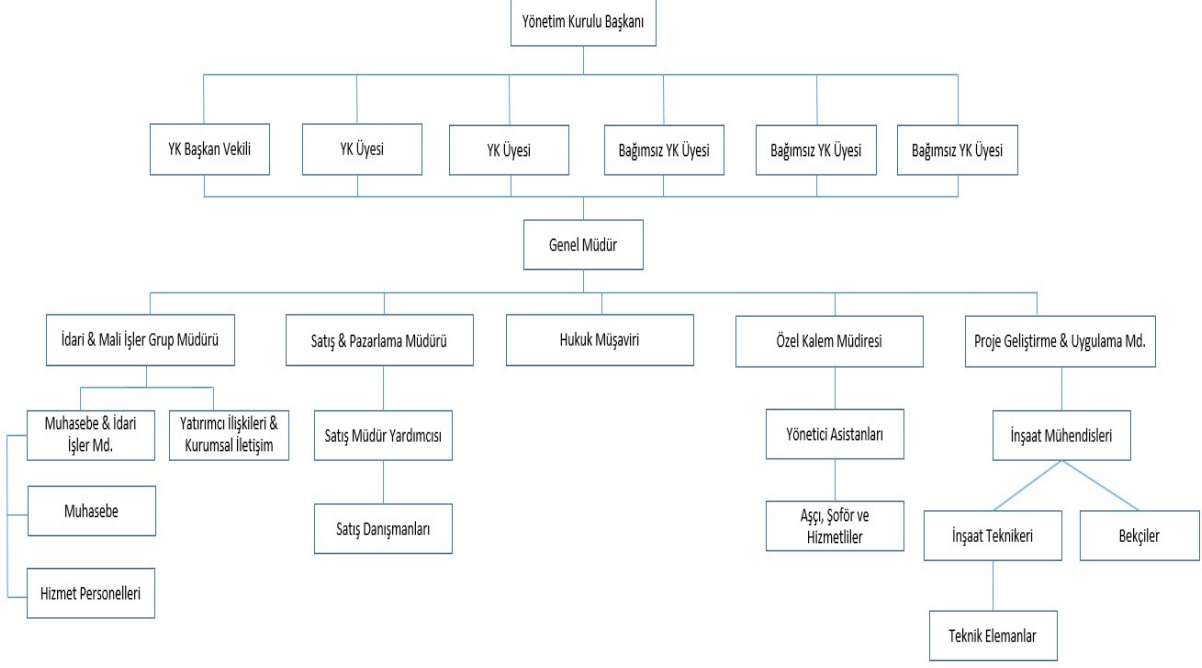 Yönetim Kurulu Başkanı
YK Başkan Vekili
YK Üyesi
YK Üyesi
Bağımsız YK Üyesi
Bağımsız YK Üyesi
Bağımsız YK Üyesi
Genel Müdür
İdari & Mali İşler Grup Müdürü
Satış & Pazarlama Müdürü
Hukuk Müşaviri
Özel Kalem Müdiresi
Proje Geliştirme & Uygulama Md.
Muhasebe & İdari
İşler Md.
Yatırımcı İlişkileri &
Kurumsal İletişim
Satış Müdür Yardımcısı
Yönetici Asistanları
İnşaat Mühendisleri
Muhasebe
Satış Danışmanları
Aşçı, Şoför ve
Hizmetliler
İnşaat Teknikeri
Bekçiler
Hizmet Personelleri
Teknik Elemanlar